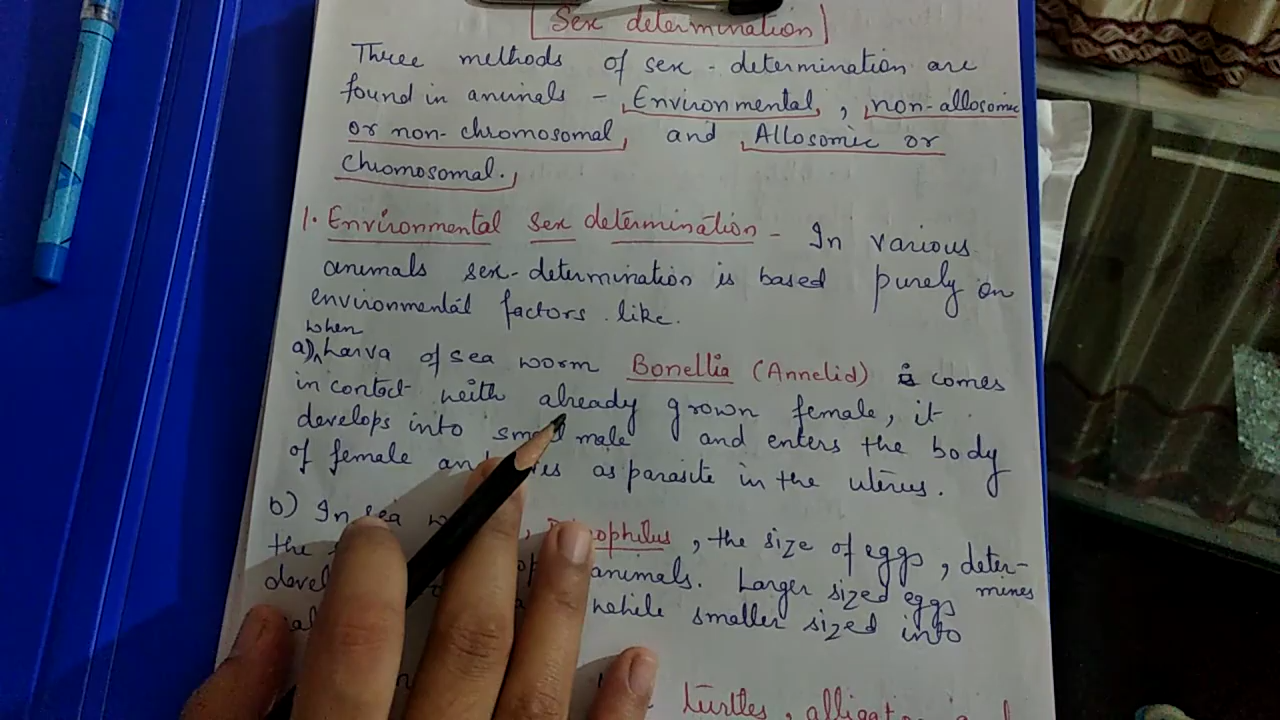 Sex determination
Three methods of sex-determination are
found in animals - Environmental, non-allosomic
or non-chromosomal, and Allosomic or
Chromosomal.
1. Environmental sex determination - In various
animals sex-determination is based purely on
environmental factors like.
when
a) Larva of sea worm Bonellia (Annelid) is comes
in contact with already grown female, it
develops into small male and enters the body
of female and as parasite in the uterus.
b) In sea , the size of eggs, deter-
the animals. Larger sized eggs mines
while smaller sized into
turtles, alligator